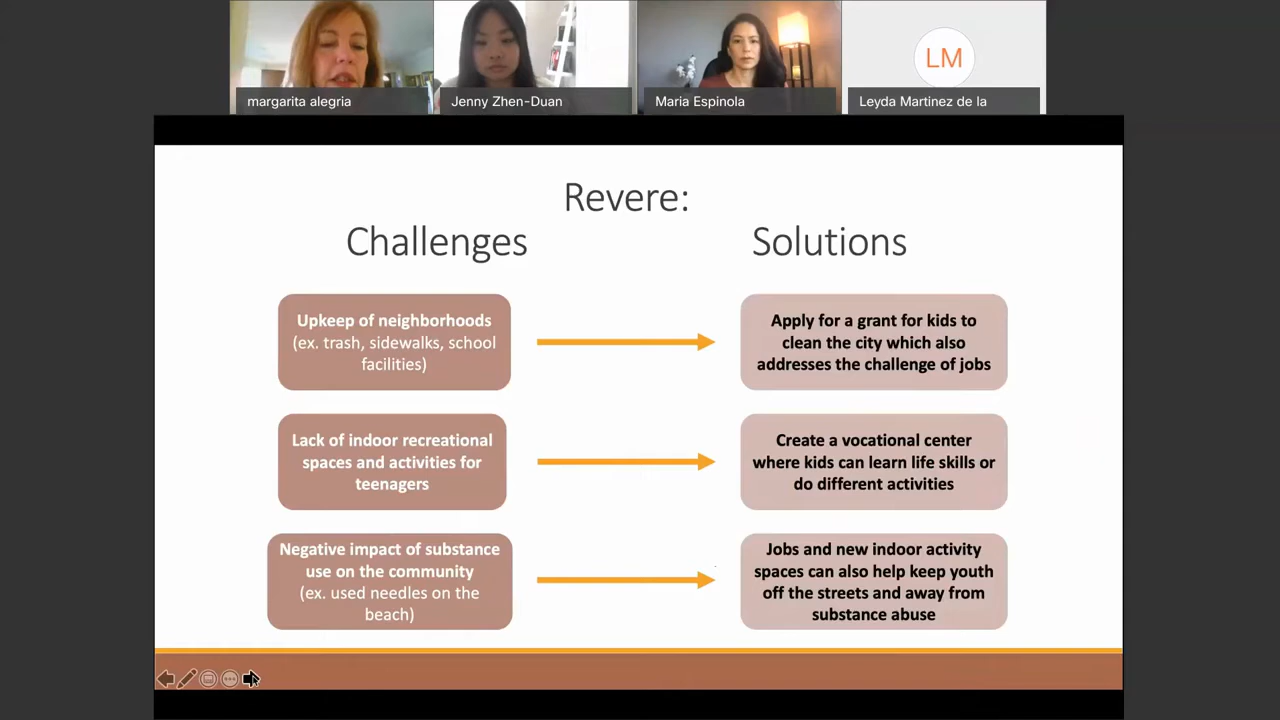 LM
margarita alegria
Jenny Zhen-Duan
Maria Espinola
Leyda Martinez de la
Revere:
Challenges
Solutions
Upkeep of neighborhoods
(ex. trash, sidewalks, school
facilities)
Apply for a grant for kids to
clean the city which also
addresses the challenge of jobs
Lack of indoor recreational
spaces and activities for
teenagers
Create a vocational center
where kids can learn life skills or
do different activities
Negative impact of substance
use on the community
(ex. used needles on the
beach)
Jobs and new indoor activity
spaces can also help keep youth
off the streets and away from
substance abuse